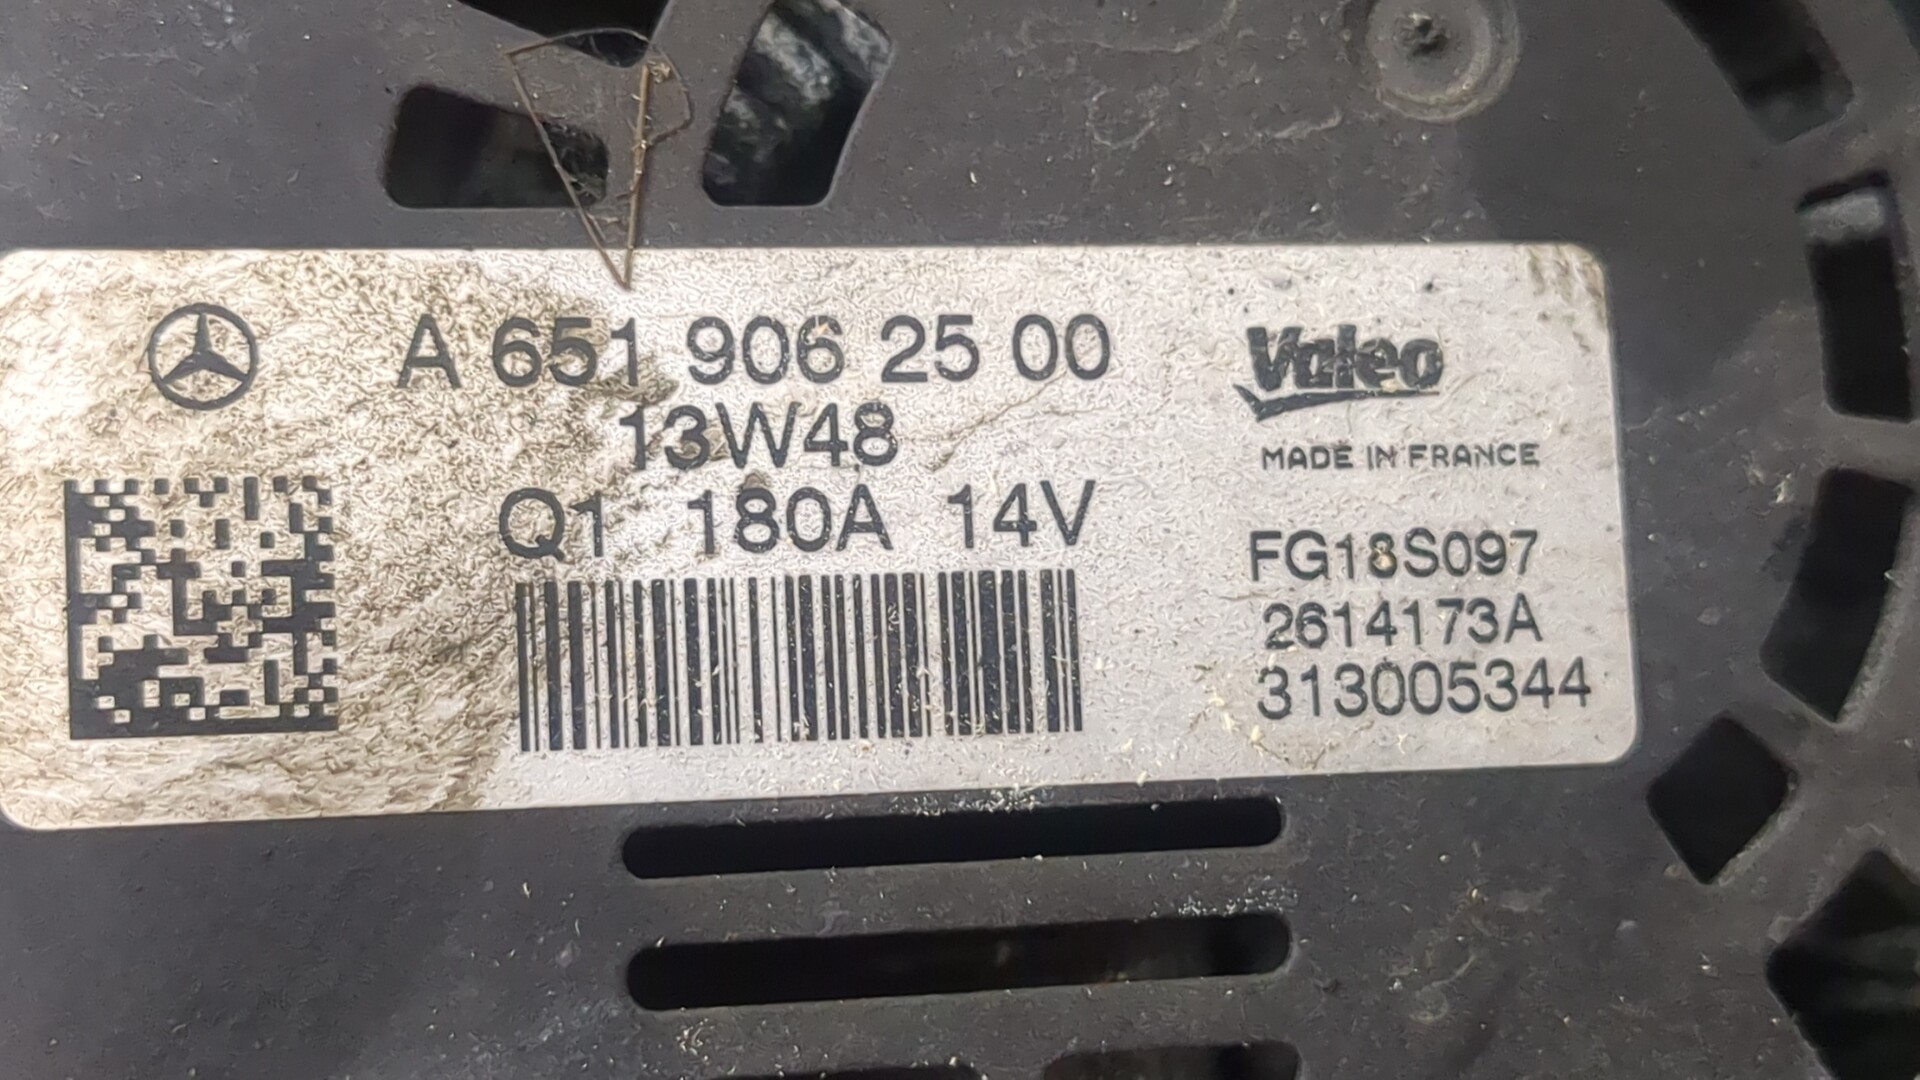 A 651 906 25 00
13W48
Q1 180A 14V
Valeo
MADE IN FRANCE
FG18S097
2614173A
313005344